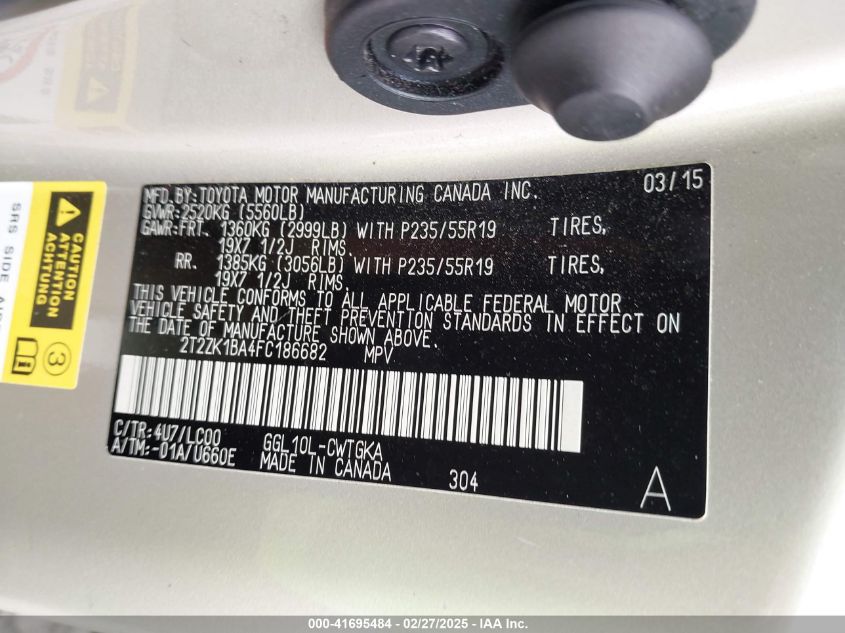 MFD.BY:TOYOTA MOTOR MANUFACTURING CANADA INC. 03/15
GVWR:2520KG (5560LB)
GAWR:FRT. 1360KG (2999LB) WITH P235/55R19 TIRES,
19X7 1/2J RIMS.
RR. 1385KG (3056LB) WITH P235/55R19 TIRES,
19X7 1/2J RIMS.
THIS VEHICLE CONFORMS TO ALL APPLICABLE FEDERAL MOTOR
VEHICLE SAFETY AND THEFT PREVENTION STANDARDS IN EFFECT ON
THE DATE OF MANUFACTURE SHOWN ABOVE.
2T2ZK1BA4FC186682 MPV
C/TR:4U7/LC00
A/TM:-01A/U660E
GGL10L-CWTGKA
MADE IN CANADA
304
A
CAUTION
ATTENTION
ACHTUNG
3
SRS SIDE
000-41695484 - 02/27/2025 - IAA Inc.